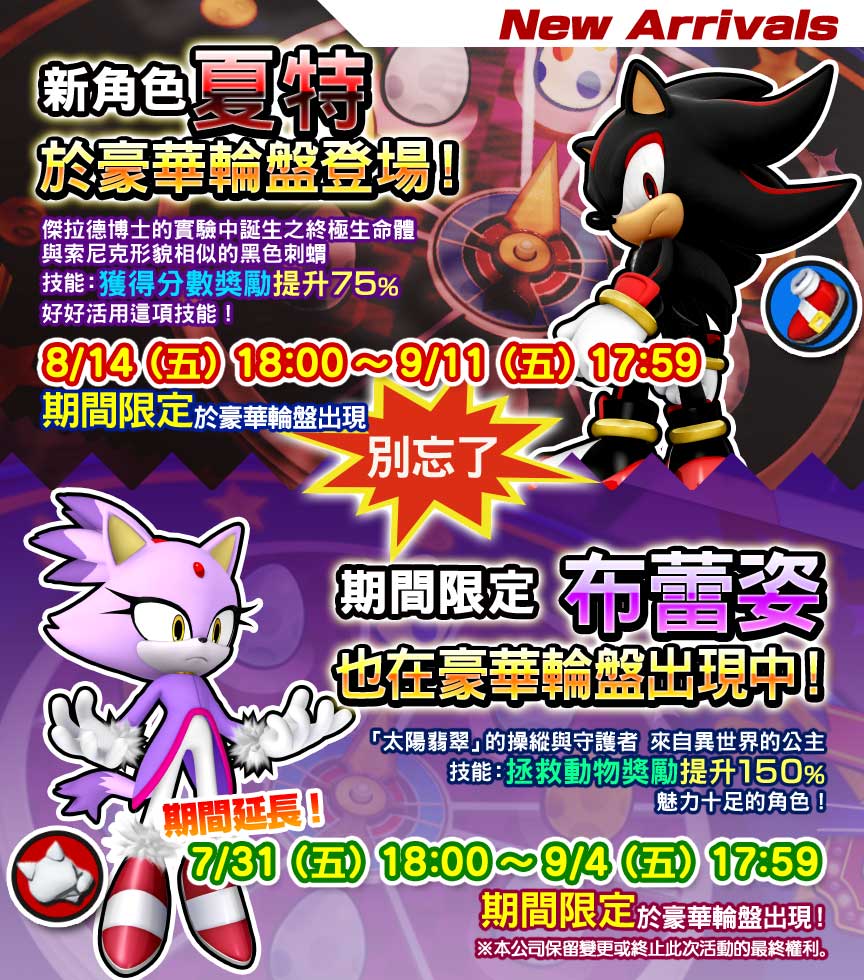 New Arrivals
新角色夏特
於豪華輪盤登場!
傑拉德博士的實驗中誕生之終極生命體
與索尼克形貌相似的黑色刺蝟
技能:獲得分數獎勵提升75%
好好活用這項技能!
8/14(五)18:00~9/11(五)17:59
期間限定於豪華輪盤出現
別忘了
期間限定 布蕾姿
也在豪華輪盤出現中!
「太陽翡翠」的操縱與守護者 來自異世界的公主
技能:拯救動物獎勵提升150%
魅力十足的角色!
期間延長!
7/31(五)18:00~9/4(五)17:59
期間限定於豪華輪盤出現!
※本公司保留變更或終止此次活動的最終權利。